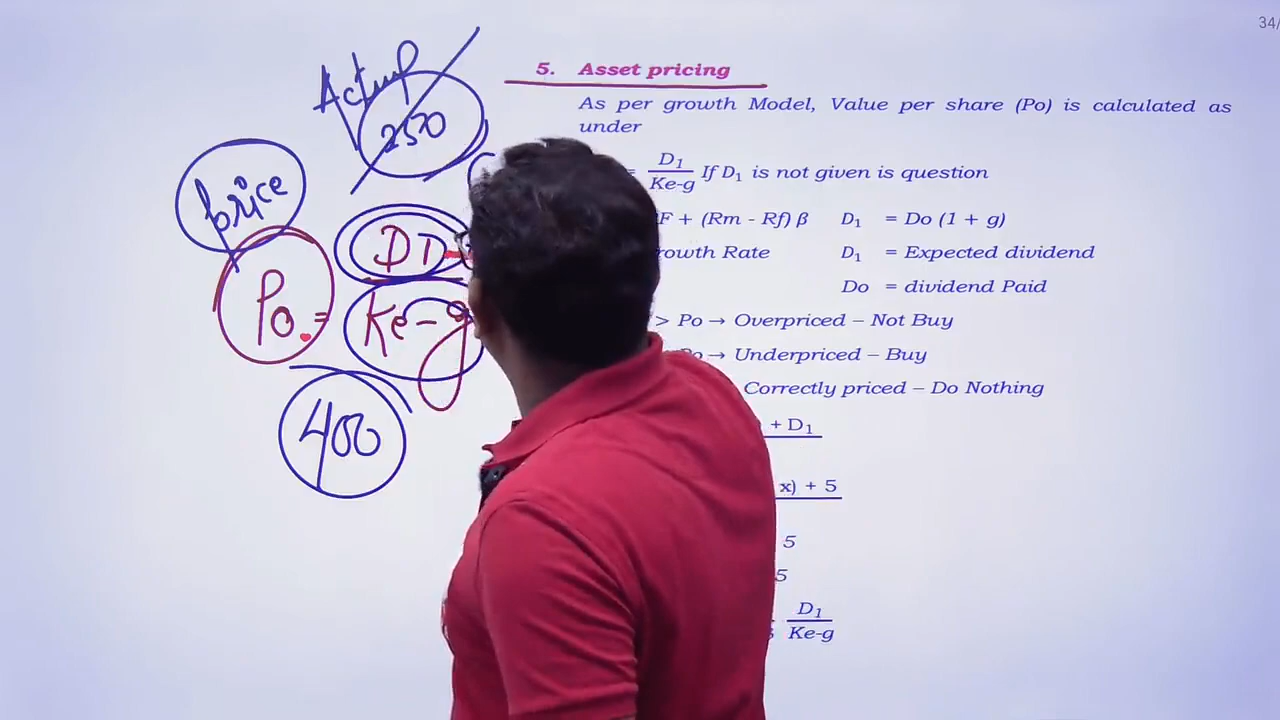 34/
5. Asset pricing
As per growth Model, Value per share (Po) is calculated as
under
= D1 / Ke-g If D1 is not given is question
F + (Rm - Rf) β D1 = Do (1 + g)
rowth Rate D1 = Expected dividend
Do = dividend Paid
> Po → Overpriced – Not Buy
Po → Underpriced – Buy
Correctly priced – Do Nothing
+ D1
x) + 5
5
5
D1 / Ke-g
price
Po =
Ke-g
400